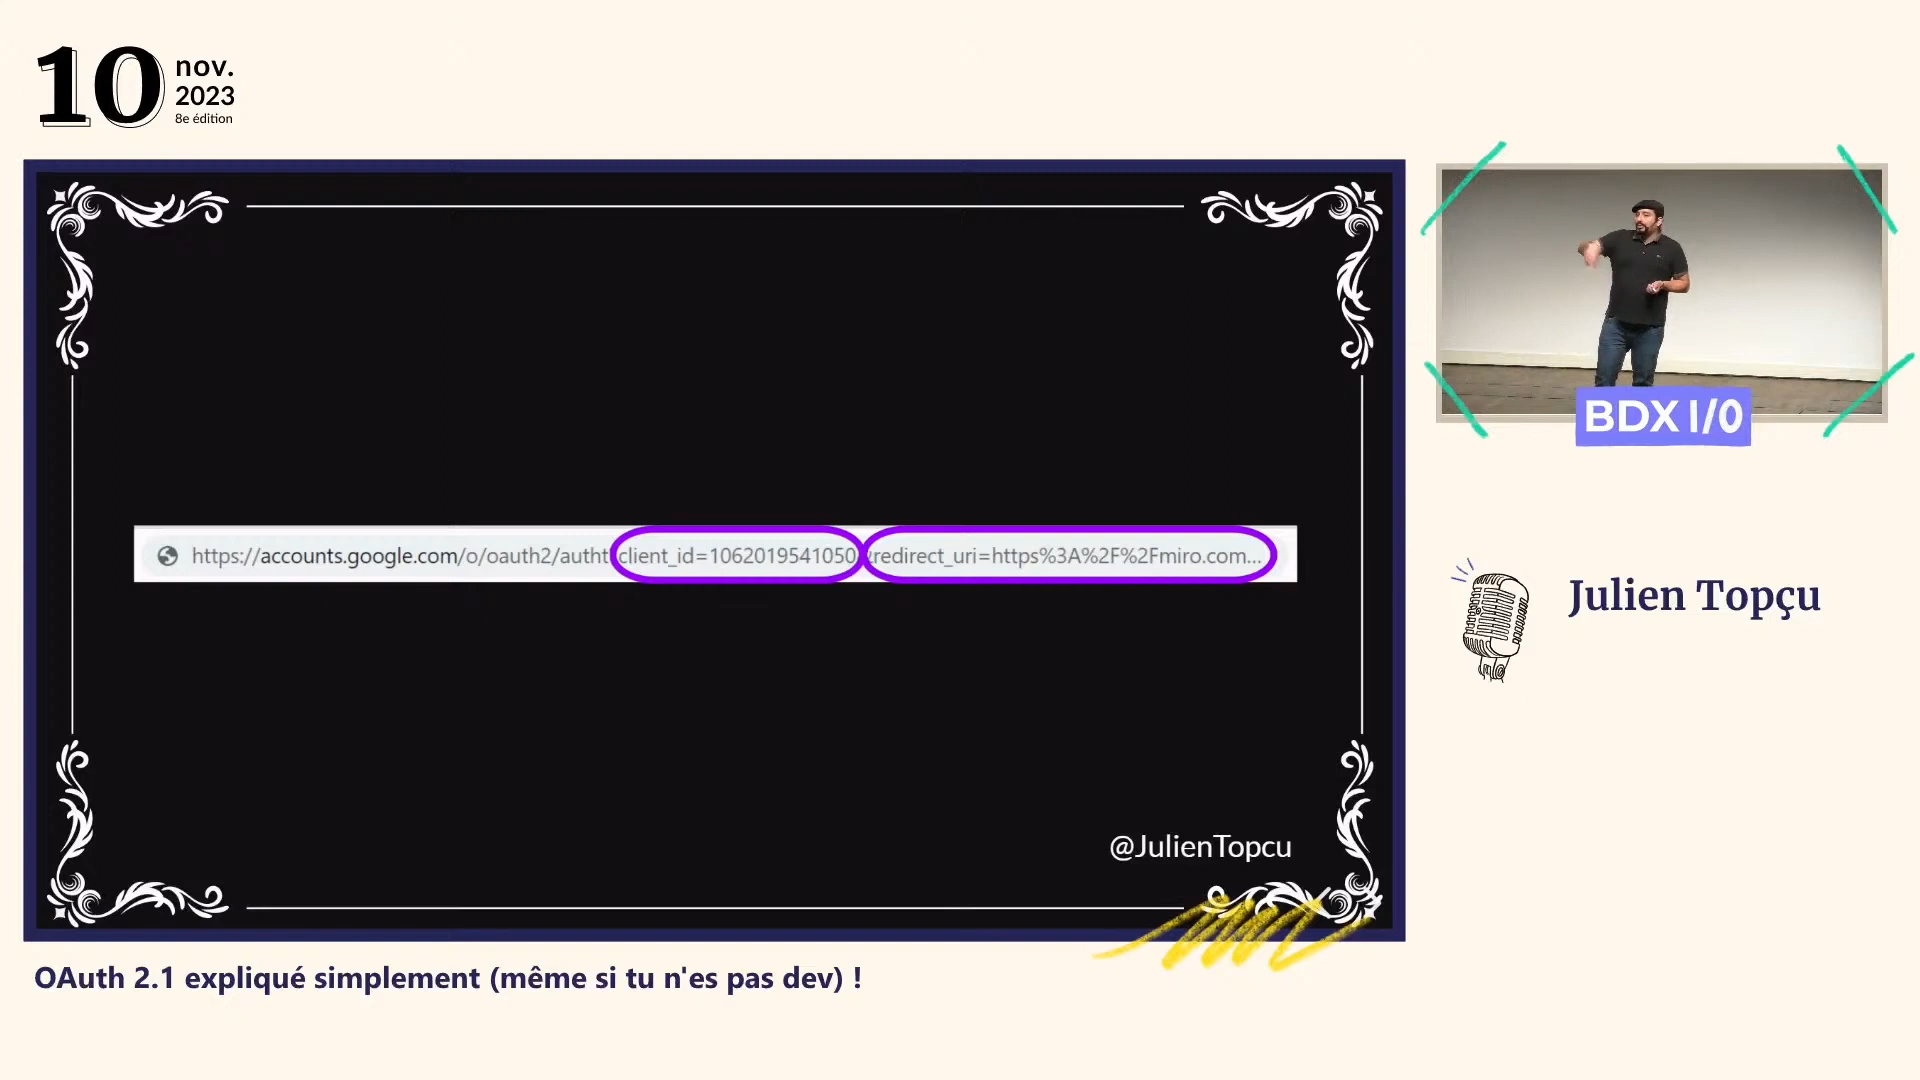 10
nov.
2023
8e édition
https://accounts.google.com/o/oauth2/auth?client_id=1062019541050&redirect_uri=https%3A%2F%2Fmiro.com...
@JulienTopcu
BDX I/O
Julien Topçu
OAuth 2.1 expliqué simplement (même si tu n'es pas dev) !